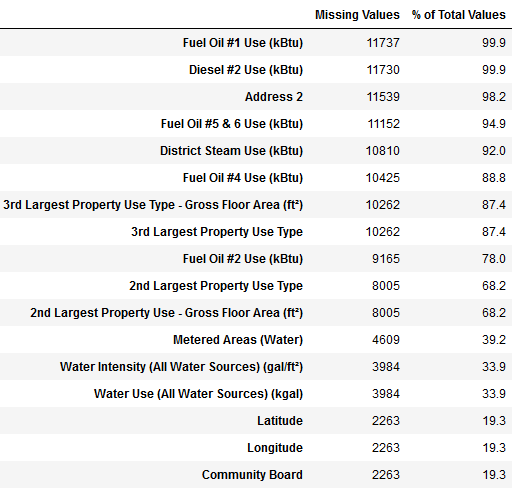 Missing Values % of Total Values
Fuel Oil #1 Use (kBtu) 11737 99.9
Diesel #2 Use (kBtu) 11730 99.9
Address 2 11539 98.2
Fuel Oil #5 & 6 Use (kBtu) 11152 94.9
District Steam Use (kBtu) 10810 92.0
Fuel Oil #4 Use (kBtu) 10425 88.8
3rd Largest Property Use Type - Gross Floor Area (ft²) 10262 87.4
3rd Largest Property Use Type 10262 87.4
Fuel Oil #2 Use (kBtu) 9165 78.0
2nd Largest Property Use Type 8005 68.2
2nd Largest Property Use - Gross Floor Area (ft²) 8005 68.2
Metered Areas (Water) 4609 39.2
Water Intensity (All Water Sources) (gal/ft²) 3984 33.9
Water Use (All Water Sources) (kgal) 3984 33.9
Latitude 2263 19.3
Longitude 2263 19.3
Community Board 2263 19.3